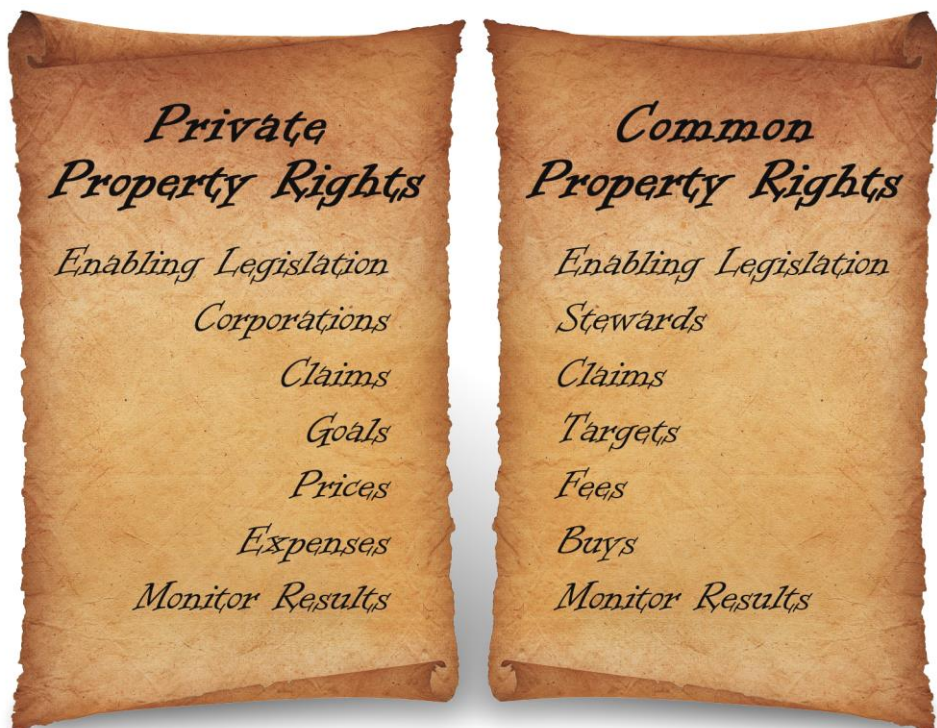 Private
Property Rights
Enabling Legislation
Corporations
Claims
Goals
Prices
Expenses
Monitor Results
Common
Property Rights
Enabling Legislation
Stewards
Claims
Targets
Fees
Buys
Monitor Results